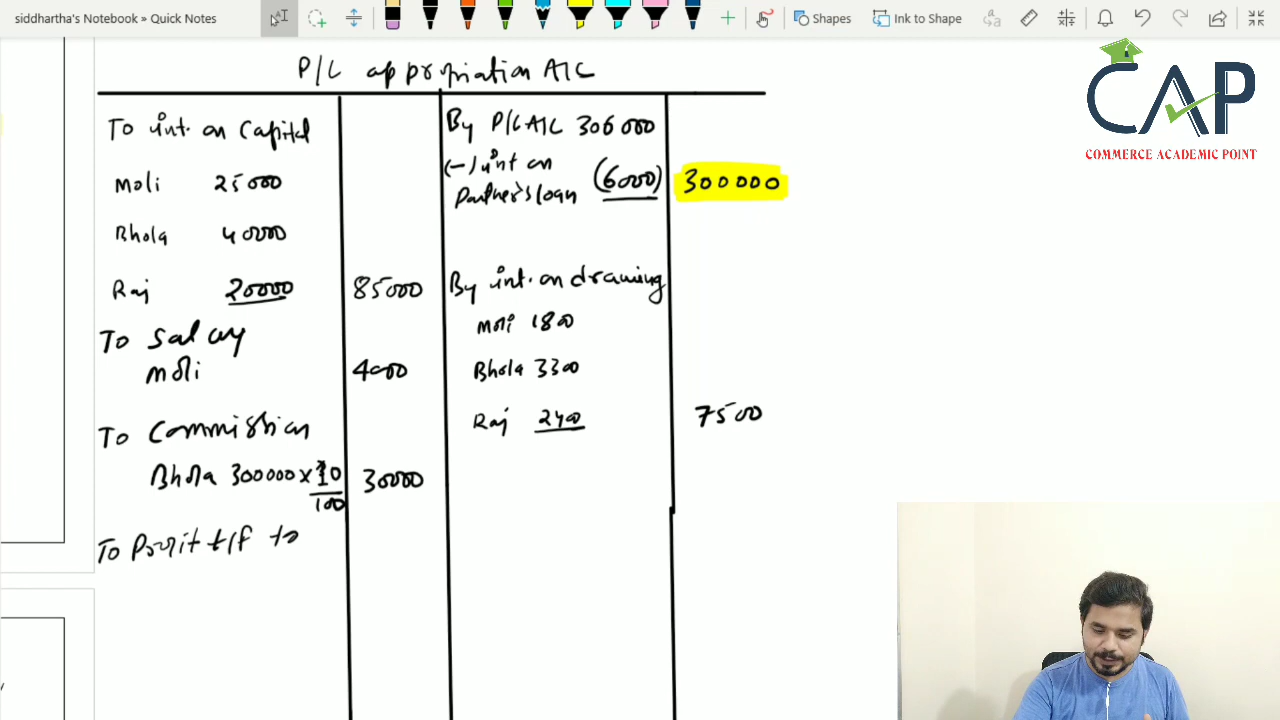 siddhartha's Notebook » Quick Notes
Shapes
Ink to Shape
CAP
COMMERCE ACADEMIC POINT
P/L appropriation A/C
To int. on Capital
Moli 25000
Bhola 40000
Raj 20000 85000
To Salary
Moli 4000
To Commission
Bhola 300000 × 10/100 30000
To Profit t/f to
By P/L A/C 306000
(-) int on
Partner's loan (6000) 300000
By int. on drawing
Moli 1800
Bhola 3300
Raj 2400 7500